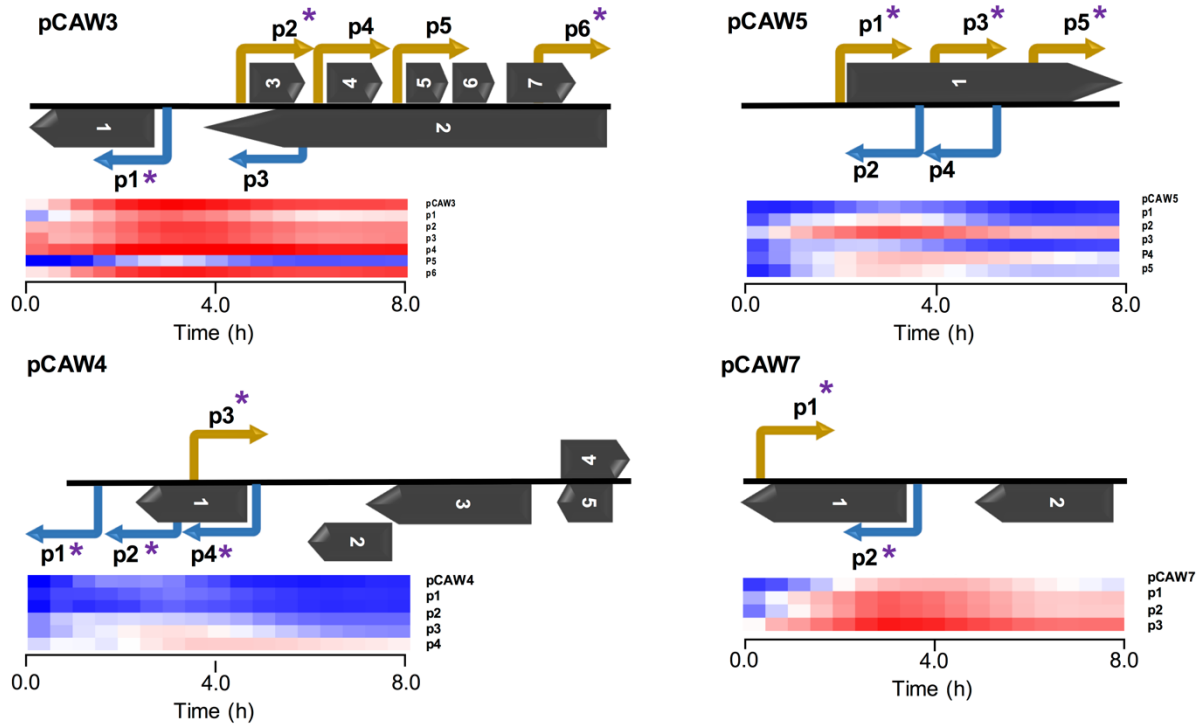 pCAW3
p2* p4 p5 p6*
3 4 5 6 7
1 2
p1* p3
pCAW3
p1
p2
p3
p4
P5
p6
0.0 4.0 8.0
Time (h)
pCAW5
p1* p3* p5*
1
p2 p4
pCAW5
p1
p2
p3
P4
p5
0.0 4.0 8.0
Time (h)
pCAW4
p3*
4
1 3 5
2
p1* p2* p4*
pCAW4
p1
p2
p3
p4
0.0 4.0 8.0
Time (h)
pCAW7
p1*
1 2
p2*
pCAW7
p1
p2
p3
0.0 4.0 8.0
Time (h)